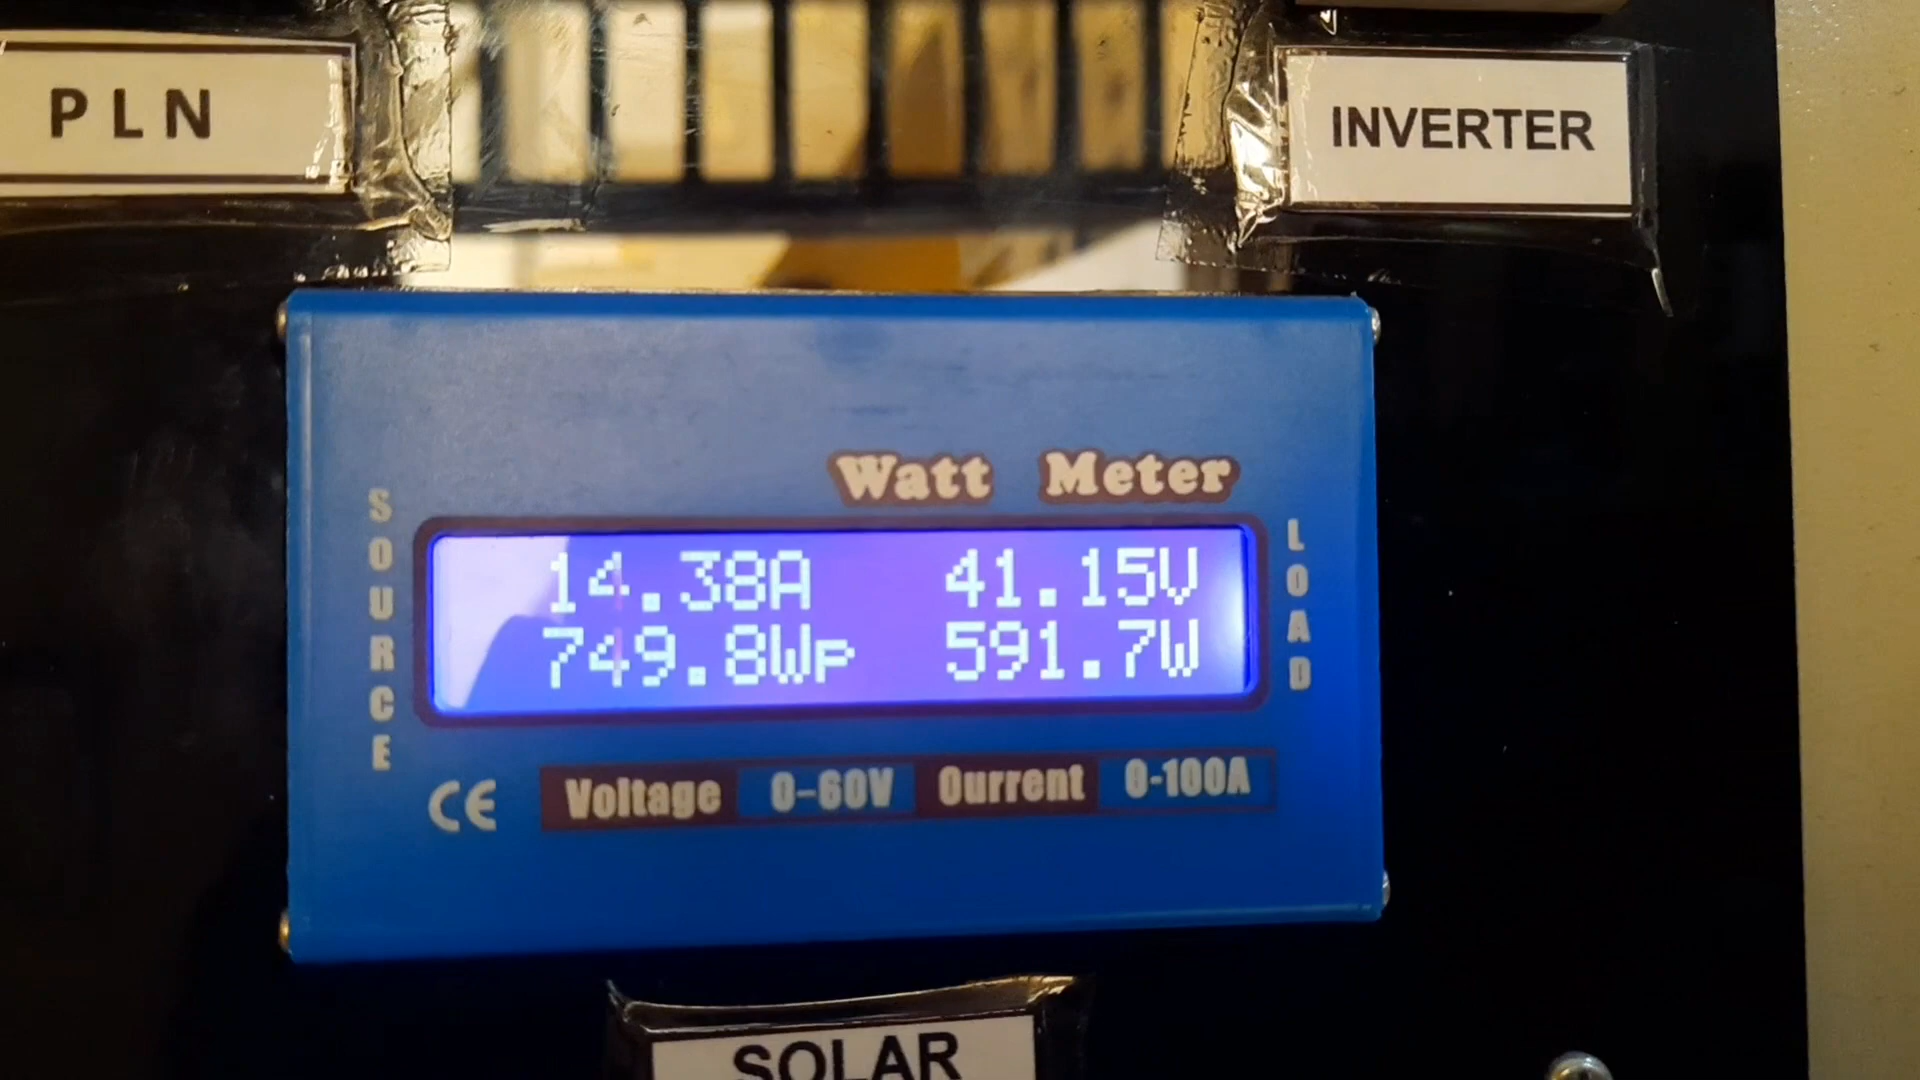 PLN
INVERTER
Watt Meter
SOURCE
14.38A 41.15V
749.8Wp 591.7W
LOAD
CE Voltage 0-60V Ourrent 0-100A
SOLAR